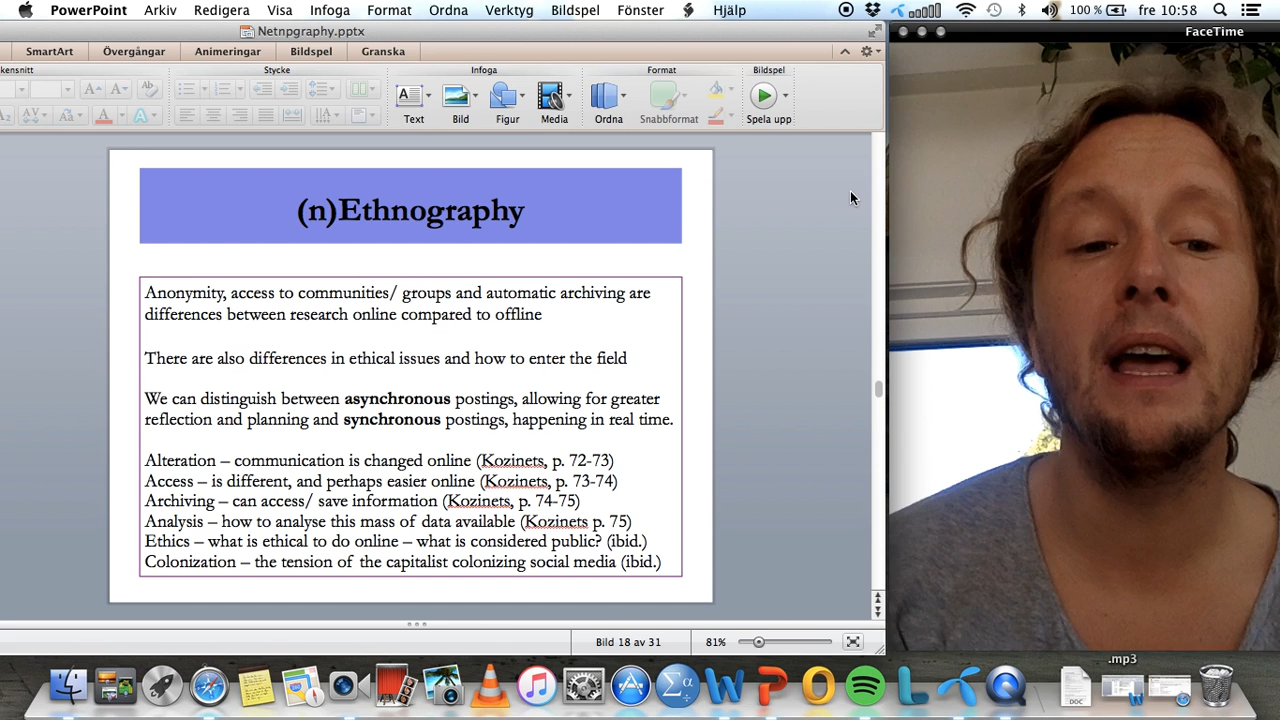 PowerPoint Arkiv Redigera Visa Infoga Format Ordna Verktyg Bildspel Fönster Hjälp 100 % fre 10:58
Netnpgraphy.pptx
FaceTime
SmartArt Övergångar Animeringar Bildspel Granska
Stycke Infoga Format Bildspel
Text Bild Figur Media Ordna Snabbformat Spela upp
(n)Ethnography
Anonymity, access to communities/ groups and automatic archiving are
differences between research online compared to offline
There are also differences in ethical issues and how to enter the field
We can distinguish between asynchronous postings, allowing for greater
reflection and planning and synchronous postings, happening in real time.
Alteration – communication is changed online (Kozinets, p. 72-73)
Access – is different, and perhaps easier online (Kozinets, p. 73-74)
Archiving – can access/ save information (Kozinets, p. 74-75)
Analysis – how to analyse this mass of data available (Kozinets p. 75)
Ethics – what is ethical to do online – what is considered public? (ibid.)
Colonization – the tension of the capitalist colonizing social media (ibid.)
Bild 18 av 31 81%
.mp3
DOC